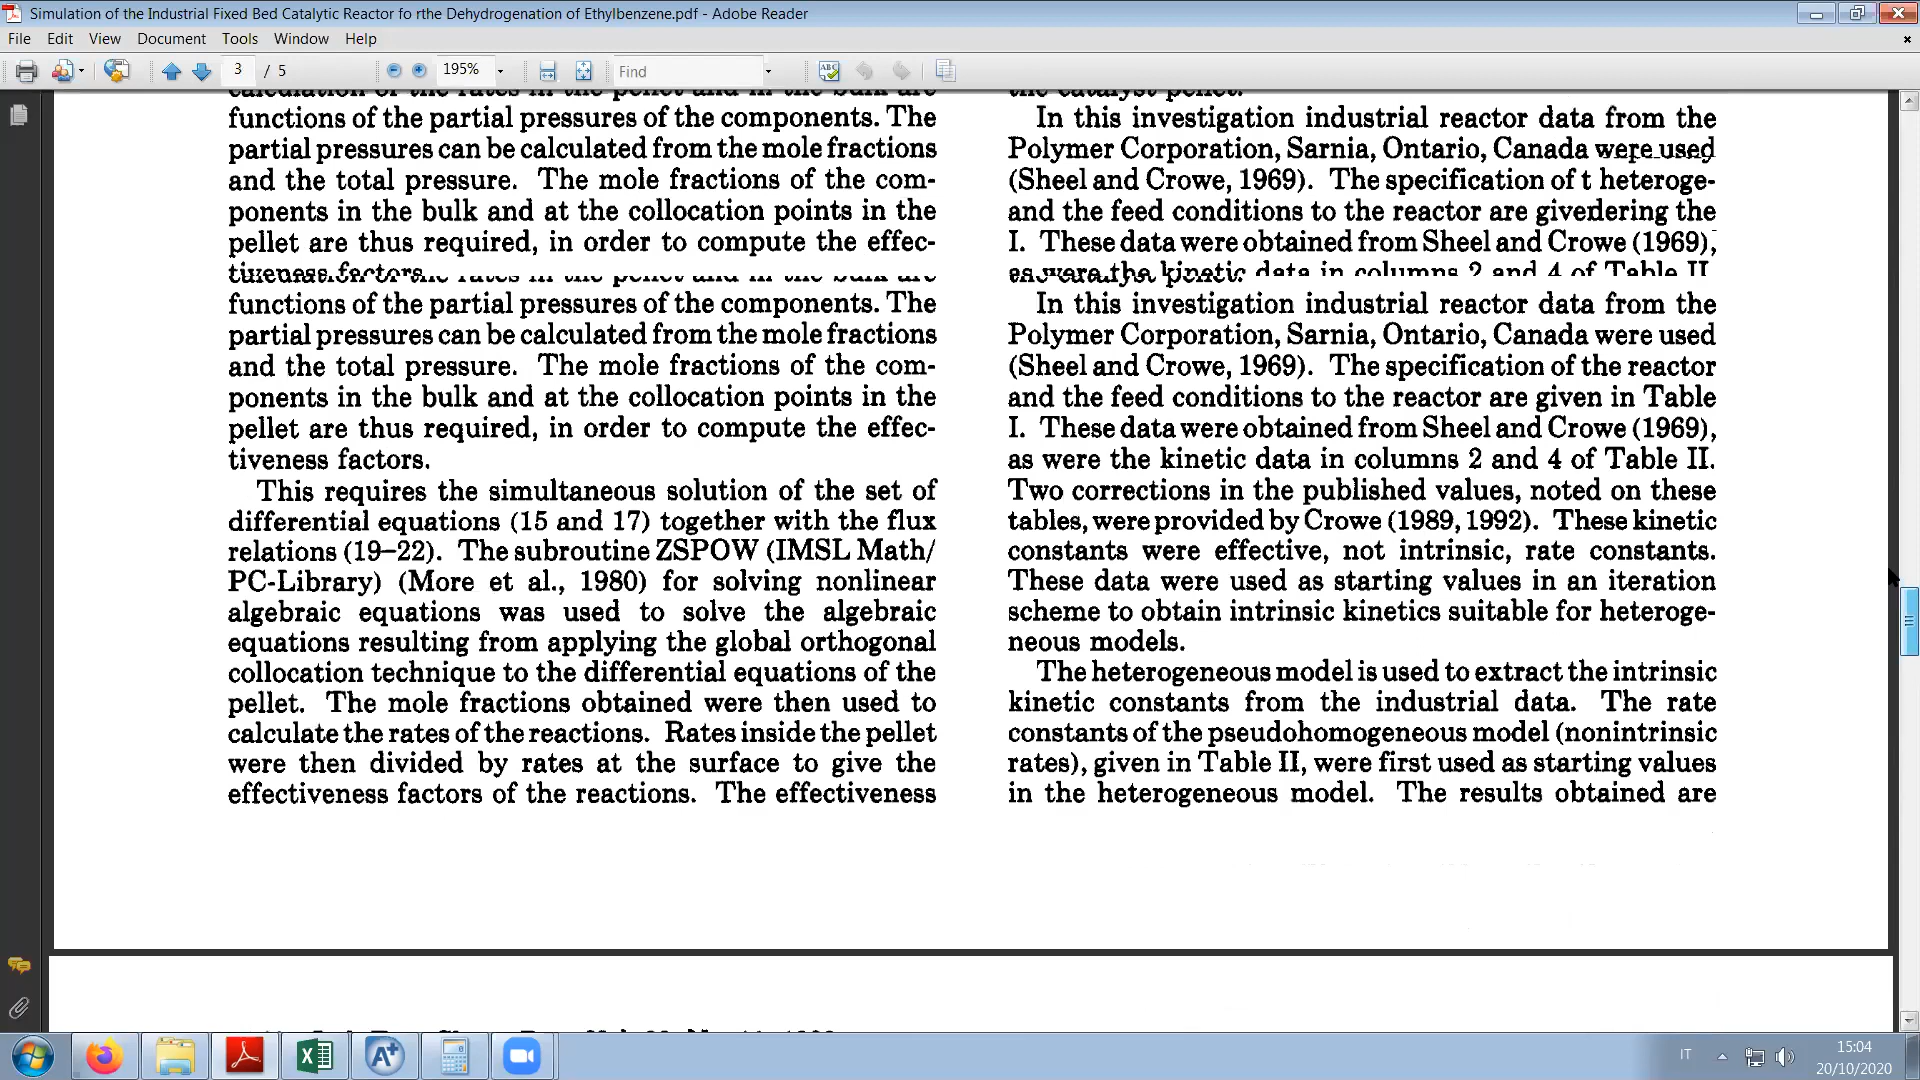 Simulation of the Industrial Fixed Bed Catalytic Reactor fo rthe Dehydrogenation of Ethylbenzene.pdf - Adobe Reader
File Edit View Document Tools Window Help
3 / 5 195% Find
functions of the partial pressures of the components. The
partial pressures can be calculated from the mole fractions
and the total pressure. The mole fractions of the com-
ponents in the bulk and at the collocation points in the
pellet are thus required, in order to compute the effec-
tiveness factors.
functions of the partial pressures of the components. The
partial pressures can be calculated from the mole fractions
and the total pressure. The mole fractions of the com-
ponents in the bulk and at the collocation points in the
pellet are thus required, in order to compute the effec-
tiveness factors.
This requires the simultaneous solution of the set of
differential equations (15 and 17) together with the flux
relations (19–22). The subroutine ZSPOW (IMSL Math/
PC-Library) (More et al., 1980) for solving nonlinear
algebraic equations was used to solve the algebraic
equations resulting from applying the global orthogonal
collocation technique to the differential equations of the
pellet. The mole fractions obtained were then used to
calculate the rates of the reactions. Rates inside the pellet
were then divided by rates at the surface to give the
effectiveness factors of the reactions. The effectiveness
the catalyst pellet.
In this investigation industrial reactor data from the
Polymer Corporation, Sarnia, Ontario, Canada were used
(Sheel and Crowe, 1969). The specification of t heteroge-
and the feed conditions to the reactor are givedering the
I. These data were obtained from Sheel and Crowe (1969),
data in columns 2 and 4 of Table II
In this investigation industrial reactor data from the
Polymer Corporation, Sarnia, Ontario, Canada were used
(Sheel and Crowe, 1969). The specification of the reactor
and the feed conditions to the reactor are given in Table
I. These data were obtained from Sheel and Crowe (1969),
as were the kinetic data in columns 2 and 4 of Table II.
Two corrections in the published values, noted on these
tables, were provided by Crowe (1989, 1992). These kinetic
constants were effective, not intrinsic, rate constants.
These data were used as starting values in an iteration
scheme to obtain intrinsic kinetics suitable for heteroge-
neous models.
The heterogeneous model is used to extract the intrinsic
kinetic constants from the industrial data. The rate
constants of the pseudohomogeneous model (nonintrinsic
rates), given in Table II, were first used as starting values
in the heterogeneous model. The results obtained are
IT
15:04
20/10/2020